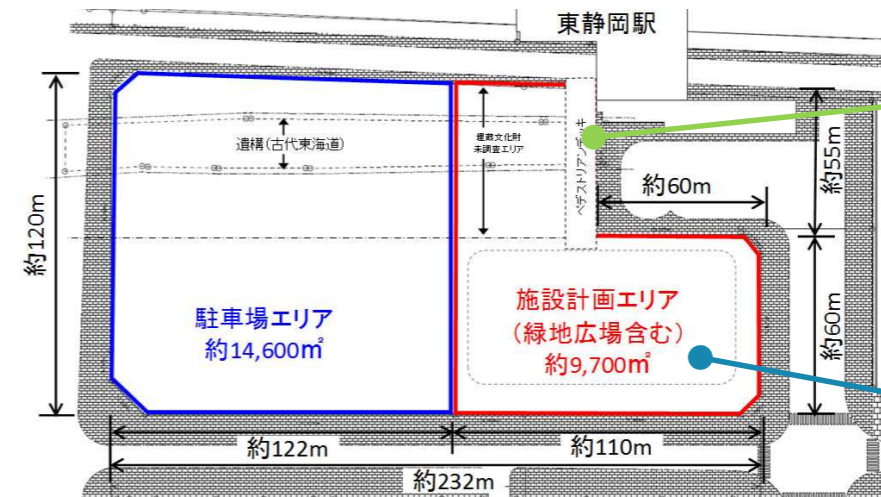 東静岡駅
遺構(古代東海道)
埋蔵文化財
未調査エリア
ペデストリアンデッキ
約55m
約60m
約120m
駐車場エリア
約14,600㎡
施設計画エリア
(緑地広場含む)
約9,700㎡
約60m
約122m
約110m
約232m